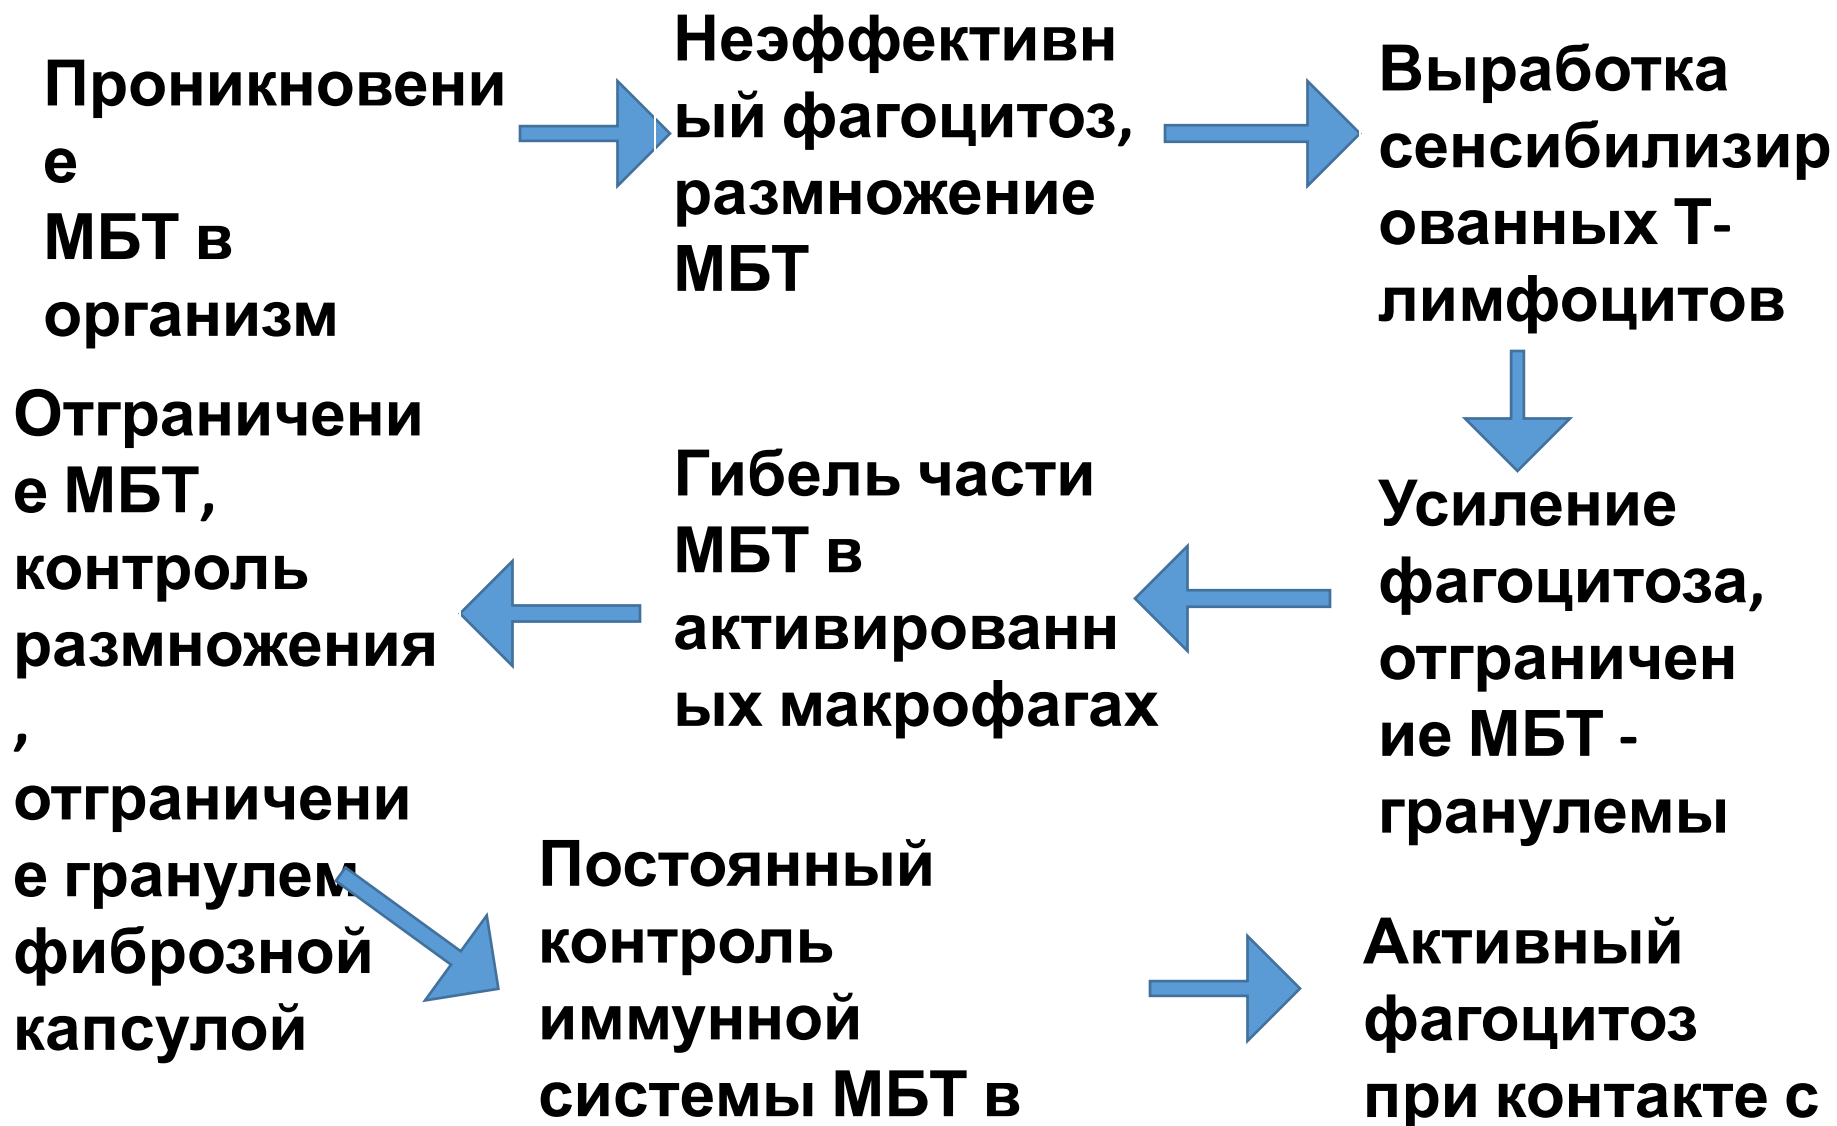 Проникновени
е
МБТ в
организм
Неэффективн
ый фагоцитоз,
размножение
МБТ
Выработка
сенсибилизир
ованных Т-
лимфоцитов
Усиление
фагоцитоза,
отграничен
ие МБТ -
гранулемы
Гибель части
МБТ в
активированн
ых макрофагах
Отграничени
е МБТ,
контроль
размножения
,
отграничени
е гранулем
фиброзной
капсулой
Постоянный
контроль
иммунной
системы МБТ в
Активный
фагоцитоз
при контакте с